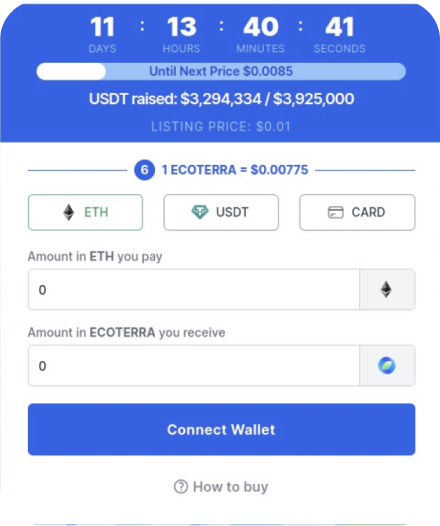 11 : 13 : 40 : 41
DAYS HOURS MINUTES SECONDS
Until Next Price $0.0085
USDT raised: $3,294,334 / $3,925,000
LISTING PRICE: $0.01
6 1 ECOTERRA = $0.00775
ETH USDT CARD
Amount in ETH you pay
0
Amount in ECOTERRA you receive
0
Connect Wallet
How to buy